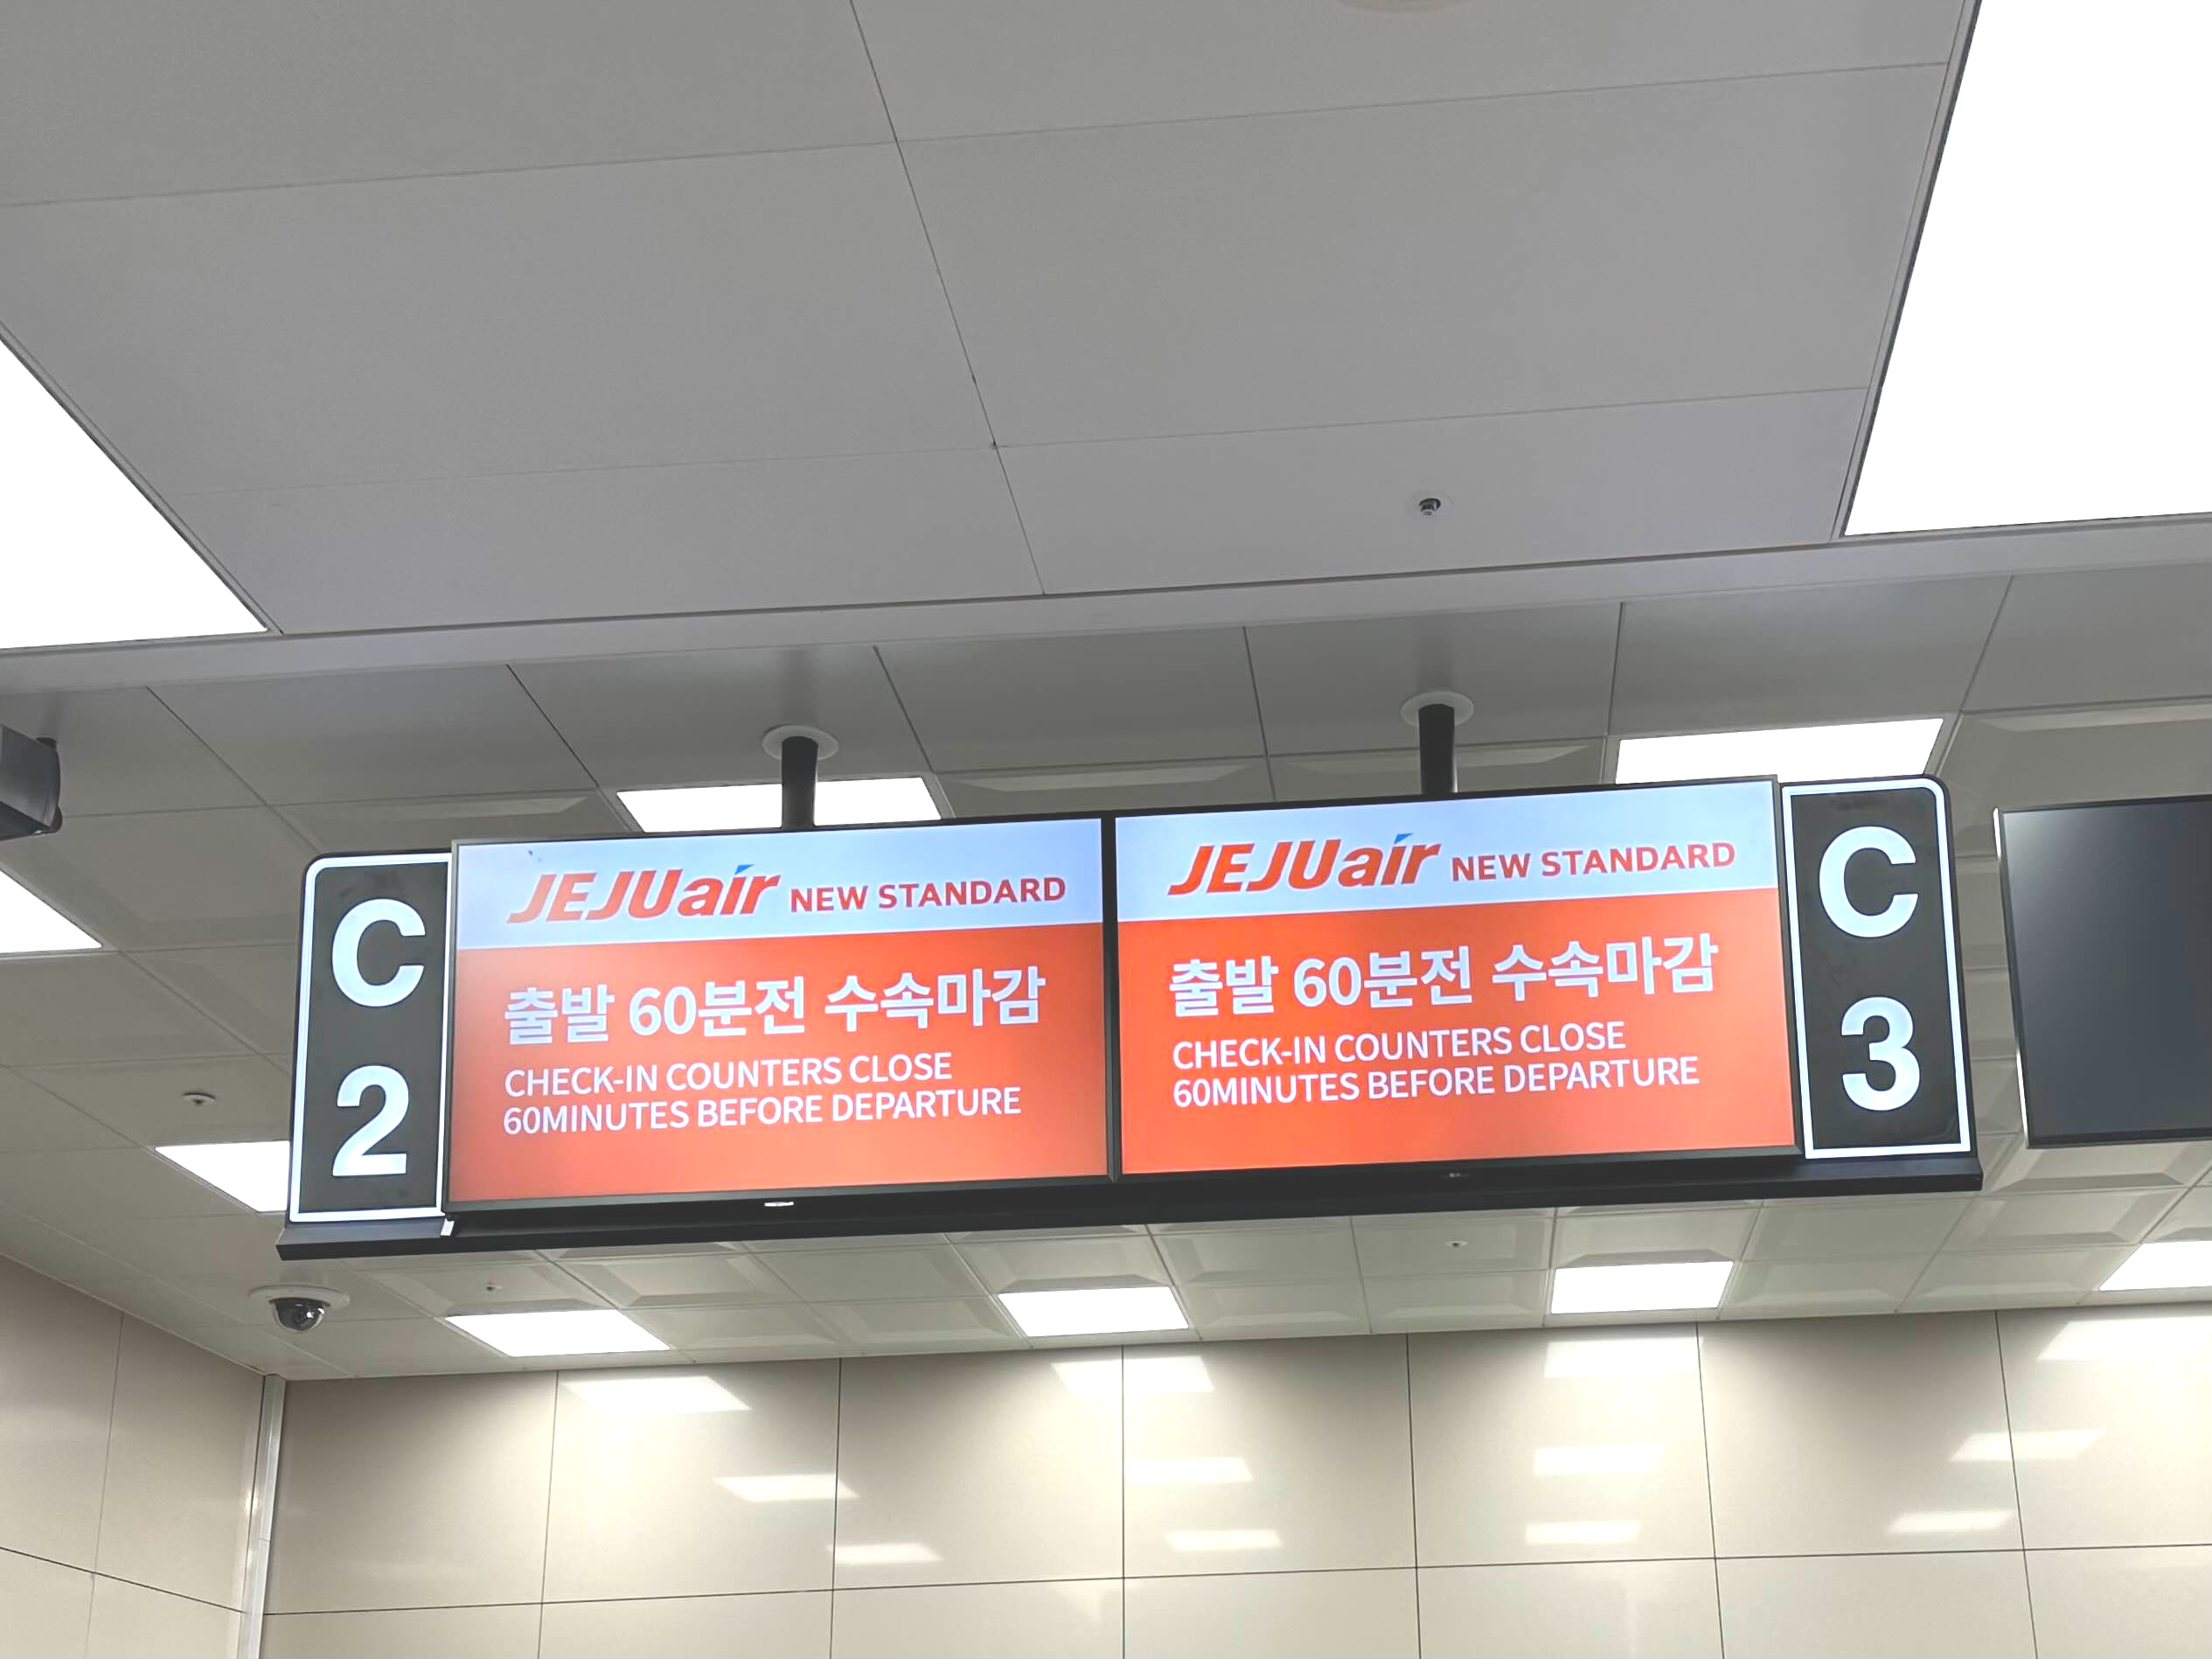 C
2
JEJUair NEW STANDARD
출발 60분전 수속마감
CHECK-IN COUNTERS CLOSE
60MINUTES BEFORE DEPARTURE
JEJUair NEW STANDARD
출발 60분전 수속마감
CHECK-IN COUNTERS CLOSE
60MINUTES BEFORE DEPARTURE
C
3